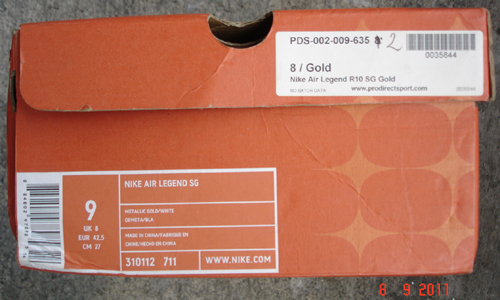 PDS-002-009-635 8 2
0035844
8 / Gold
Nike Air Legend R10 SG Gold
www.prodirectsport.com
9
UK 8
EUR 42,5
CM 27
NIKE AIR LEGEND SG
METALLIC GOLD/WHITE
MADE IN CHINA/FABRIQUE EN
CHINE/HECHO EN CHINA
310112 711
WWW.NIKE.COM
8 9 2011